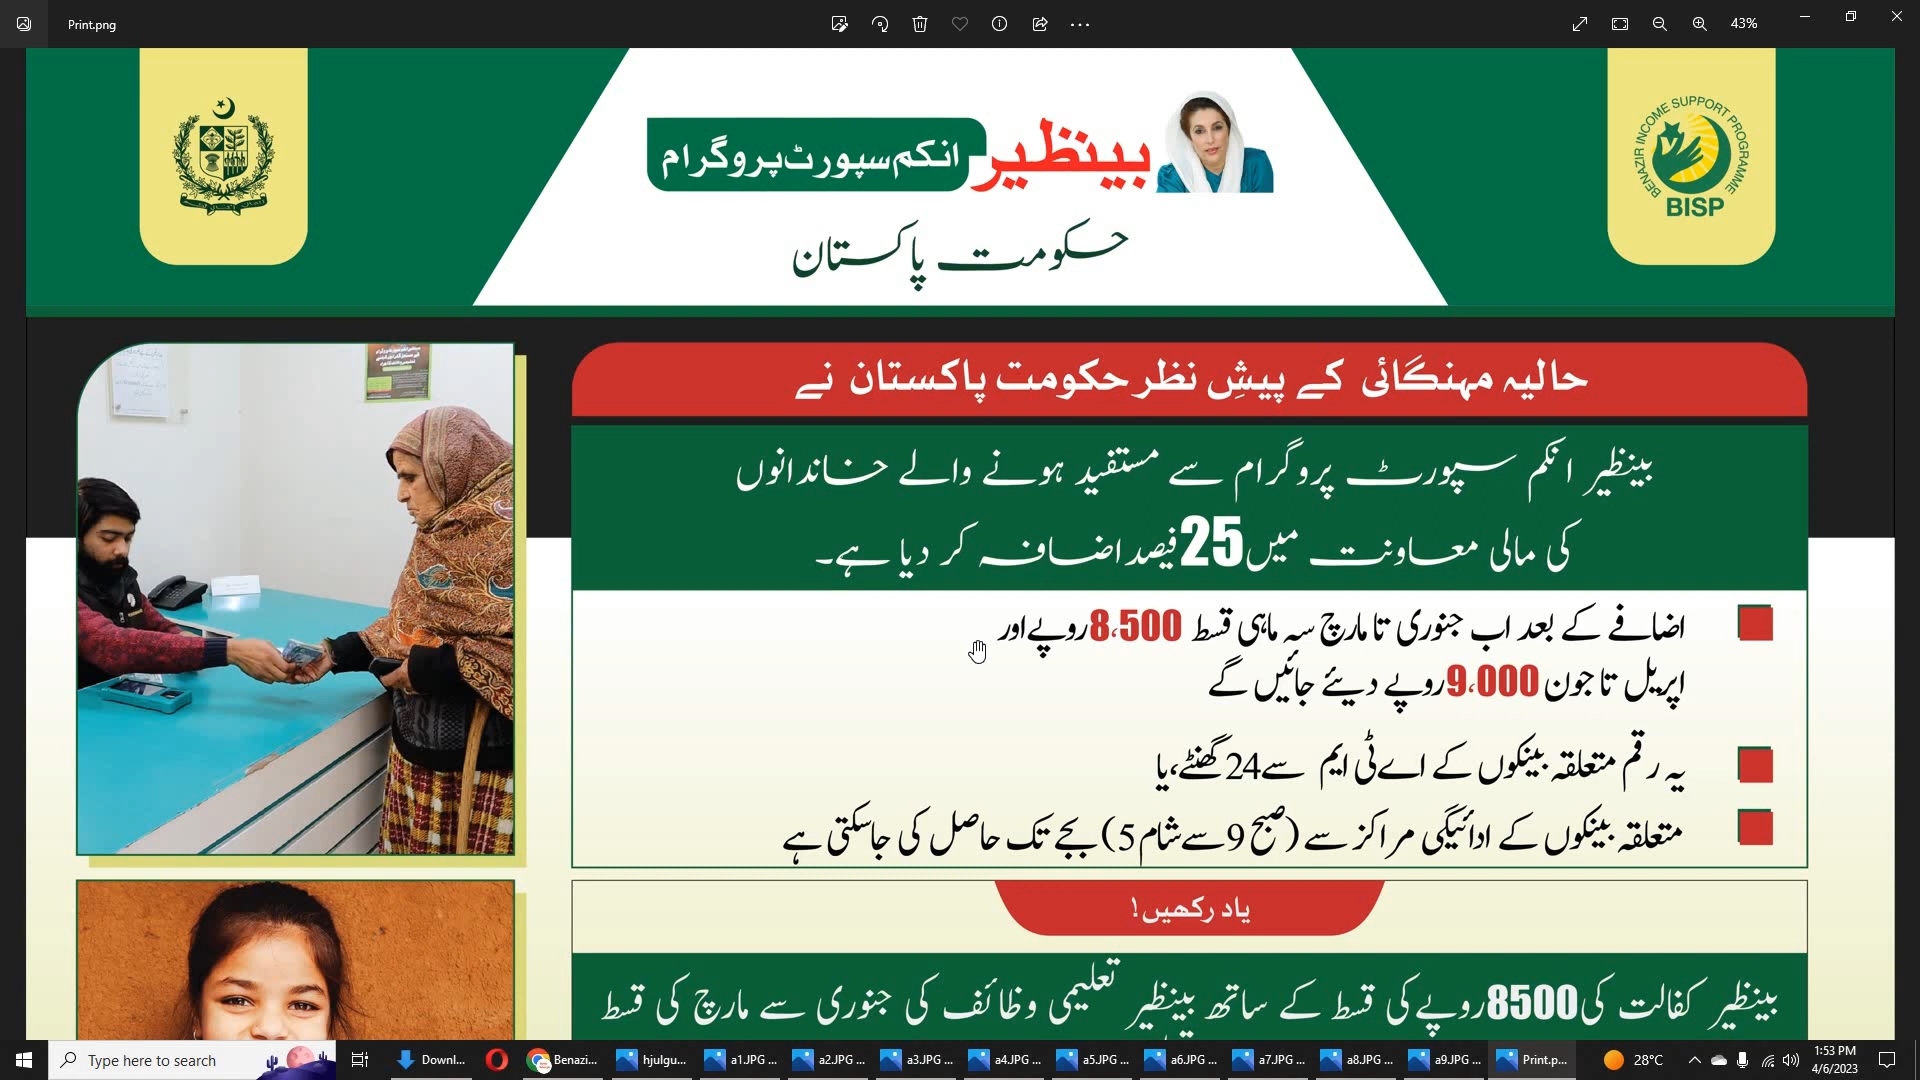 Print.png
43%
بینظیر
انکم سپورٹ پروگرام
حکومت پاکستان
BENAZIR INCOME SUPPORT PROGRAMME
BISP
حالیہ مہنگائی کے پیشِ نظر حکومت پاکستان نے
بینظیر انکم سپورٹ پروگرام سے مستفید ہونے والے خاندانوں
کی مالی معاونت میں 25 فیصد اضافہ کر دیا ہے۔
اضافے کے بعد اب جنوری تا مارچ سہ ماہی قسط 8،500 روپے اور
اپریل تا جون 9،000 روپے دیئے جائیں گے
یہ رقم متعلقہ بینکوں کے اے ٹی ایم سے 24 گھنٹے، یا
متعلقہ بینکوں کے ادائیگی مراکز سے (صبح 9 سے شام 5) بجے تک حاصل کی جاسکتی ہے
یاد رکھیں!
بینظیر کفالت کی 8500 روپے کی قسط کے ساتھ بینظیر تعلیمی وظائف کی جنوری سے مارچ کی قسط
Type here to search
Downl...
Benazi...
hjulgu...
a1.JPG ...
a2.JPG ...
a3.JPG ...
a4.JPG ...
a5.JPG ...
a6.JPG ...
a7.JPG ...
a8.JPG ...
a9.JPG ...
Print.p...
28°C
1:53 PM
4/6/2023